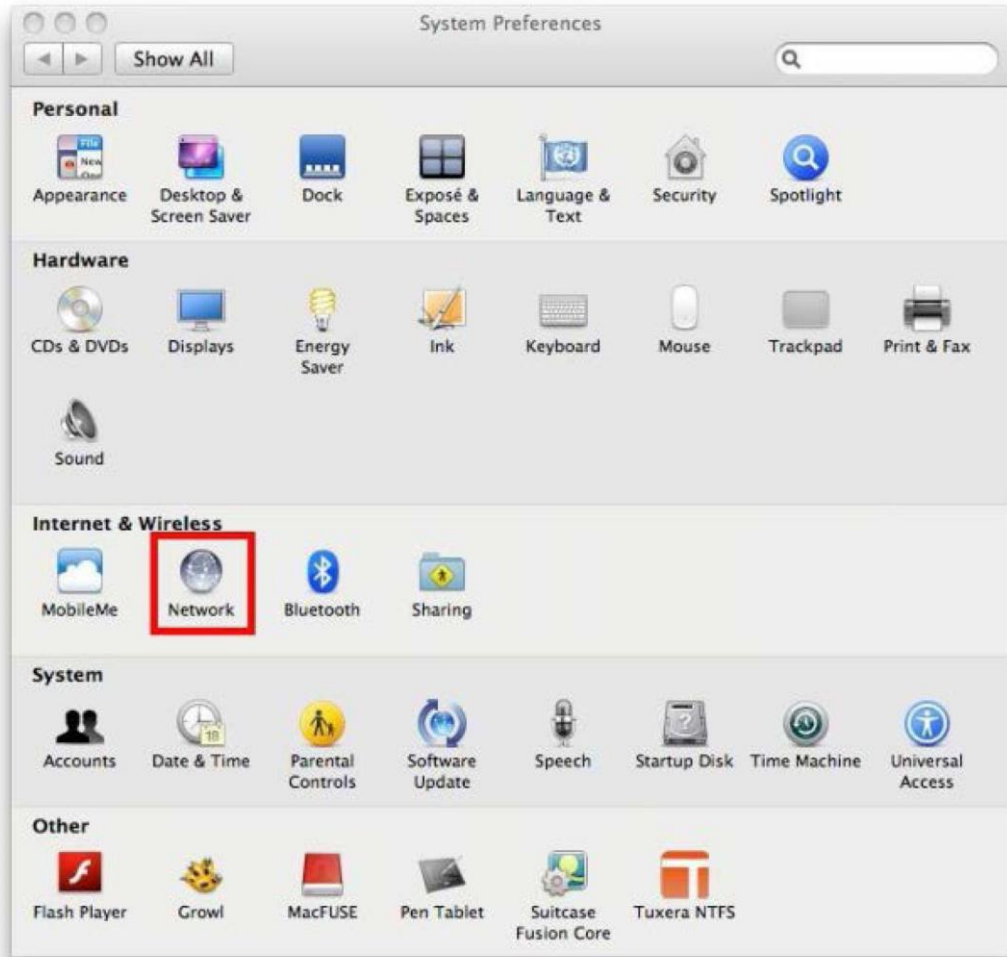 System Preferences
Show All
Personal
File
New
Appearance
Desktop &
Screen Saver
Dock
Exposé &
Spaces
Language &
Text
Security
Spotlight
Hardware
CDs & DVDs
Displays
Energy
Saver
Ink
Keyboard
Mouse
Trackpad
Print & Fax
Sound
Internet & Wireless
MobileMe
Network
Bluetooth
Sharing
System
Accounts
18
Date & Time
Parental
Controls
Software
Update
Speech
?
Startup Disk
Time Machine
Universal
Access
Other
Flash Player
Growl
MacFUSE
Pen Tablet
Suitcase
Fusion Core
Tuxera NTFS